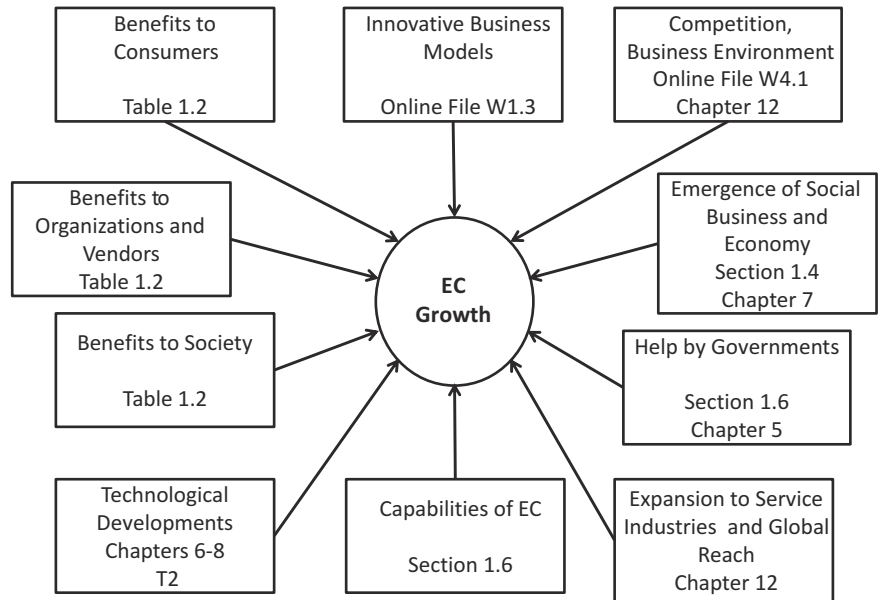 Benefits to
Consumers
Table 1.2
Innovative Business
Models
Online File W1.3
Competition,
Business Environment
Online File W4.1
Chapter 12
Benefits to
Organizations and
Vendors
Table 1.2
EC
Growth
Emergence of Social
Business and
Economy
Section 1.4
Chapter 7
Benefits to Society
Table 1.2
Help by Governments
Section 1.6
Chapter 5
Technological
Developments
Chapters 6-8
T2
Capabilities of EC
Section 1.6
Expansion to Service
Industries and Global
Reach
Chapter 12